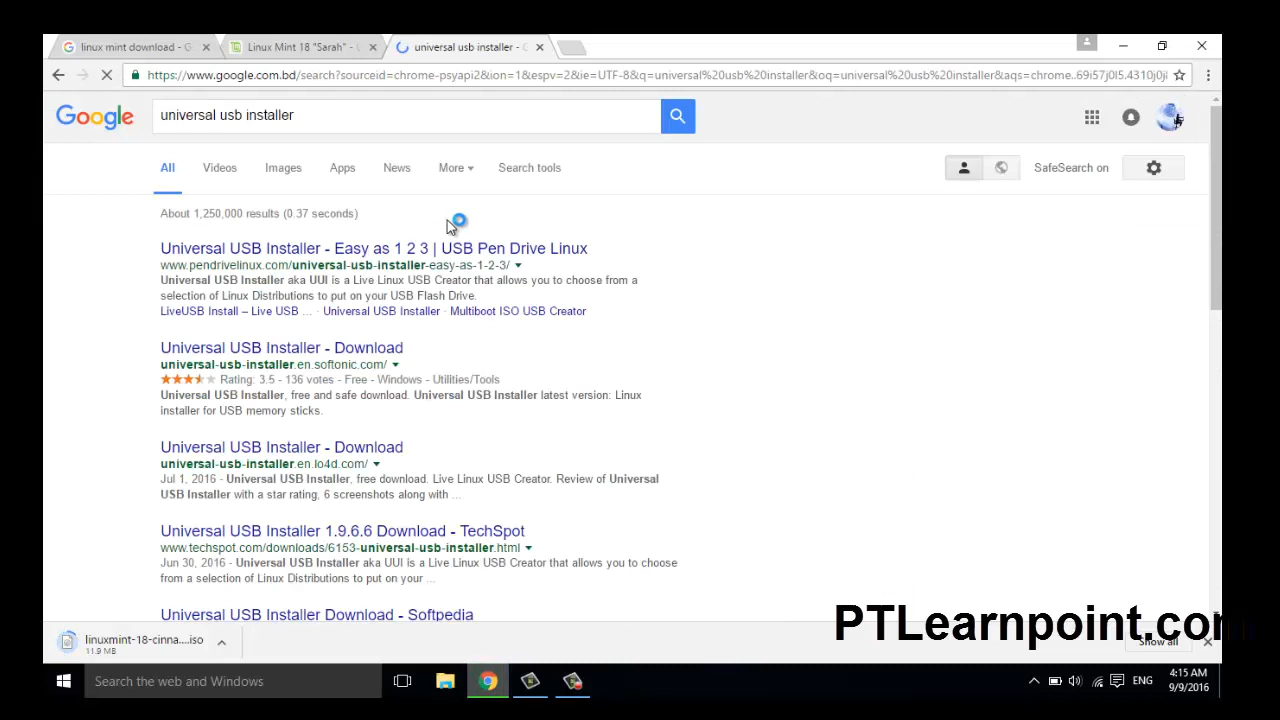 linux mint download - G
Linux Mint 18 "Sarah" -
universal usb installer -
https://www.google.com.bd/search?sourceid=chrome-psyapi2&ion=1&espv=2&ie=UTF-8&q=universal%20usb%20installer&oq=universal%20usb%20installer&aqs=chrome..69i57j0l5.4310j0j
Google
universal usb installer
All Videos Images Apps News More Search tools
SafeSearch on
About 1,250,000 results (0.37 seconds)
Universal USB Installer - Easy as 1 2 3 | USB Pen Drive Linux
www.pendrivelinux.com/universal-usb-installer-easy-as-1-2-3/
Universal USB Installer aka UUI is a Live Linux USB Creator that allows you to choose from a
selection of Linux Distributions to put on your USB Flash Drive.
LiveUSB Install – Live USB ... · Universal USB Installer · Multiboot ISO USB Creator
Universal USB Installer - Download
universal-usb-installer.en.softonic.com/
Rating: 3.5 - 136 votes - Free - Windows - Utilities/Tools
Universal USB Installer, free and safe download. Universal USB Installer latest version: Linux
installer for USB memory sticks.
Universal USB Installer - Download
universal-usb-installer.en.lo4d.com/
Jul 1, 2016 - Universal USB Installer, free download. Live Linux USB Creator. Review of Universal
USB Installer with a star rating, 6 screenshots along with ...
Universal USB Installer 1.9.6.6 Download - TechSpot
www.techspot.com/downloads/6153-universal-usb-installer.html
Jun 30, 2016 - Universal USB Installer aka UUI is a Live Linux USB Creator that allows you to choose
from a selection of Linux Distributions to put on your ...
Universal USB Installer Download - Softpedia
PTLearnpoint.com
linuxmint-18-cinna....iso
11.9 MB
Show all
Search the web and Windows
ENG
4:15 AM
9/9/2016